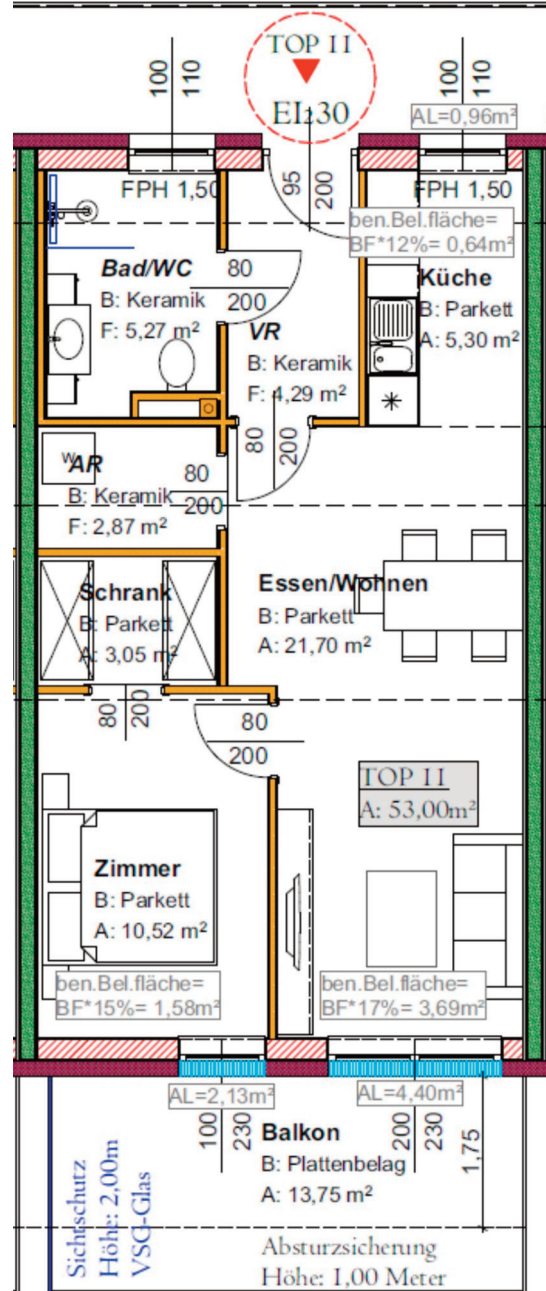 TOP 11
EI₂30
100
110
100
110
AL=0,96m²
FPH 1,50
95
200
FPH 1,50
ben.Bel.fläche=
BF*12%= 0,64m²
Bad/WC
B: Keramik
F: 5,27 m²
80
200
Küche
B: Parkett
A: 5,30 m²
VR
B: Keramik
F: 4,29 m²
80
200
W
AR
B: Keramik
F: 2,87 m²
80
200
Schrank
B: Parkett
A: 3,05 m²
Essen/Wohnen
B: Parkett
A: 21,70 m²
80
200
80
200
TOP 11
A: 53,00m²
Zimmer
B: Parkett
A: 10,52 m²
ben.Bel.fläche=
BF*15%= 1,58m²
ben.Bel.fläche=
BF*17%= 3,69m²
AL=2,13m²
AL=4,40m²
100
230
200
230
1,75
Balkon
B: Plattenbelag
A: 13,75 m²
Sichtschutz
Höhe: 2,00m
VSG-Glas
Absturzsicherung
Höhe: 1,00 Meter